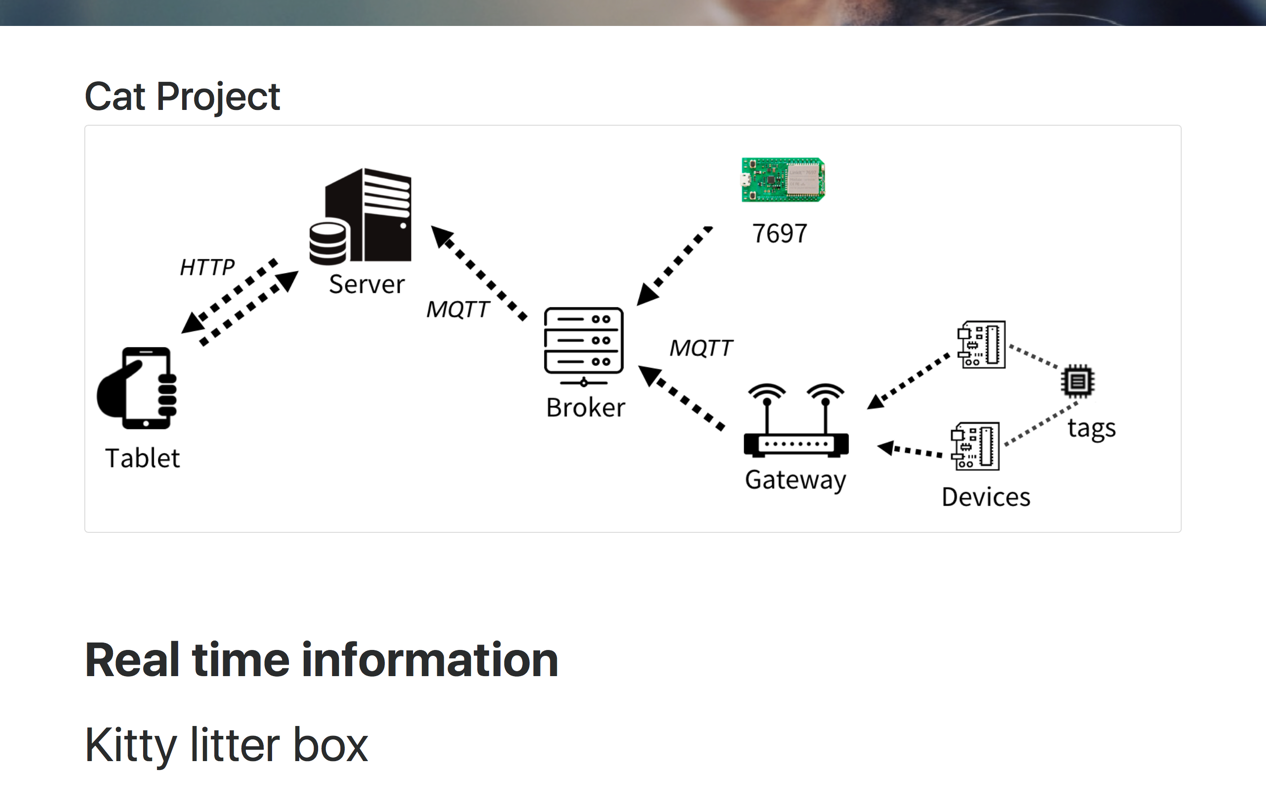 Cat Project
7697
HTTP
Server
MQTT
MQTT
Broker
tags
Tablet
Gateway
Devices
Real time information
Kitty litter box